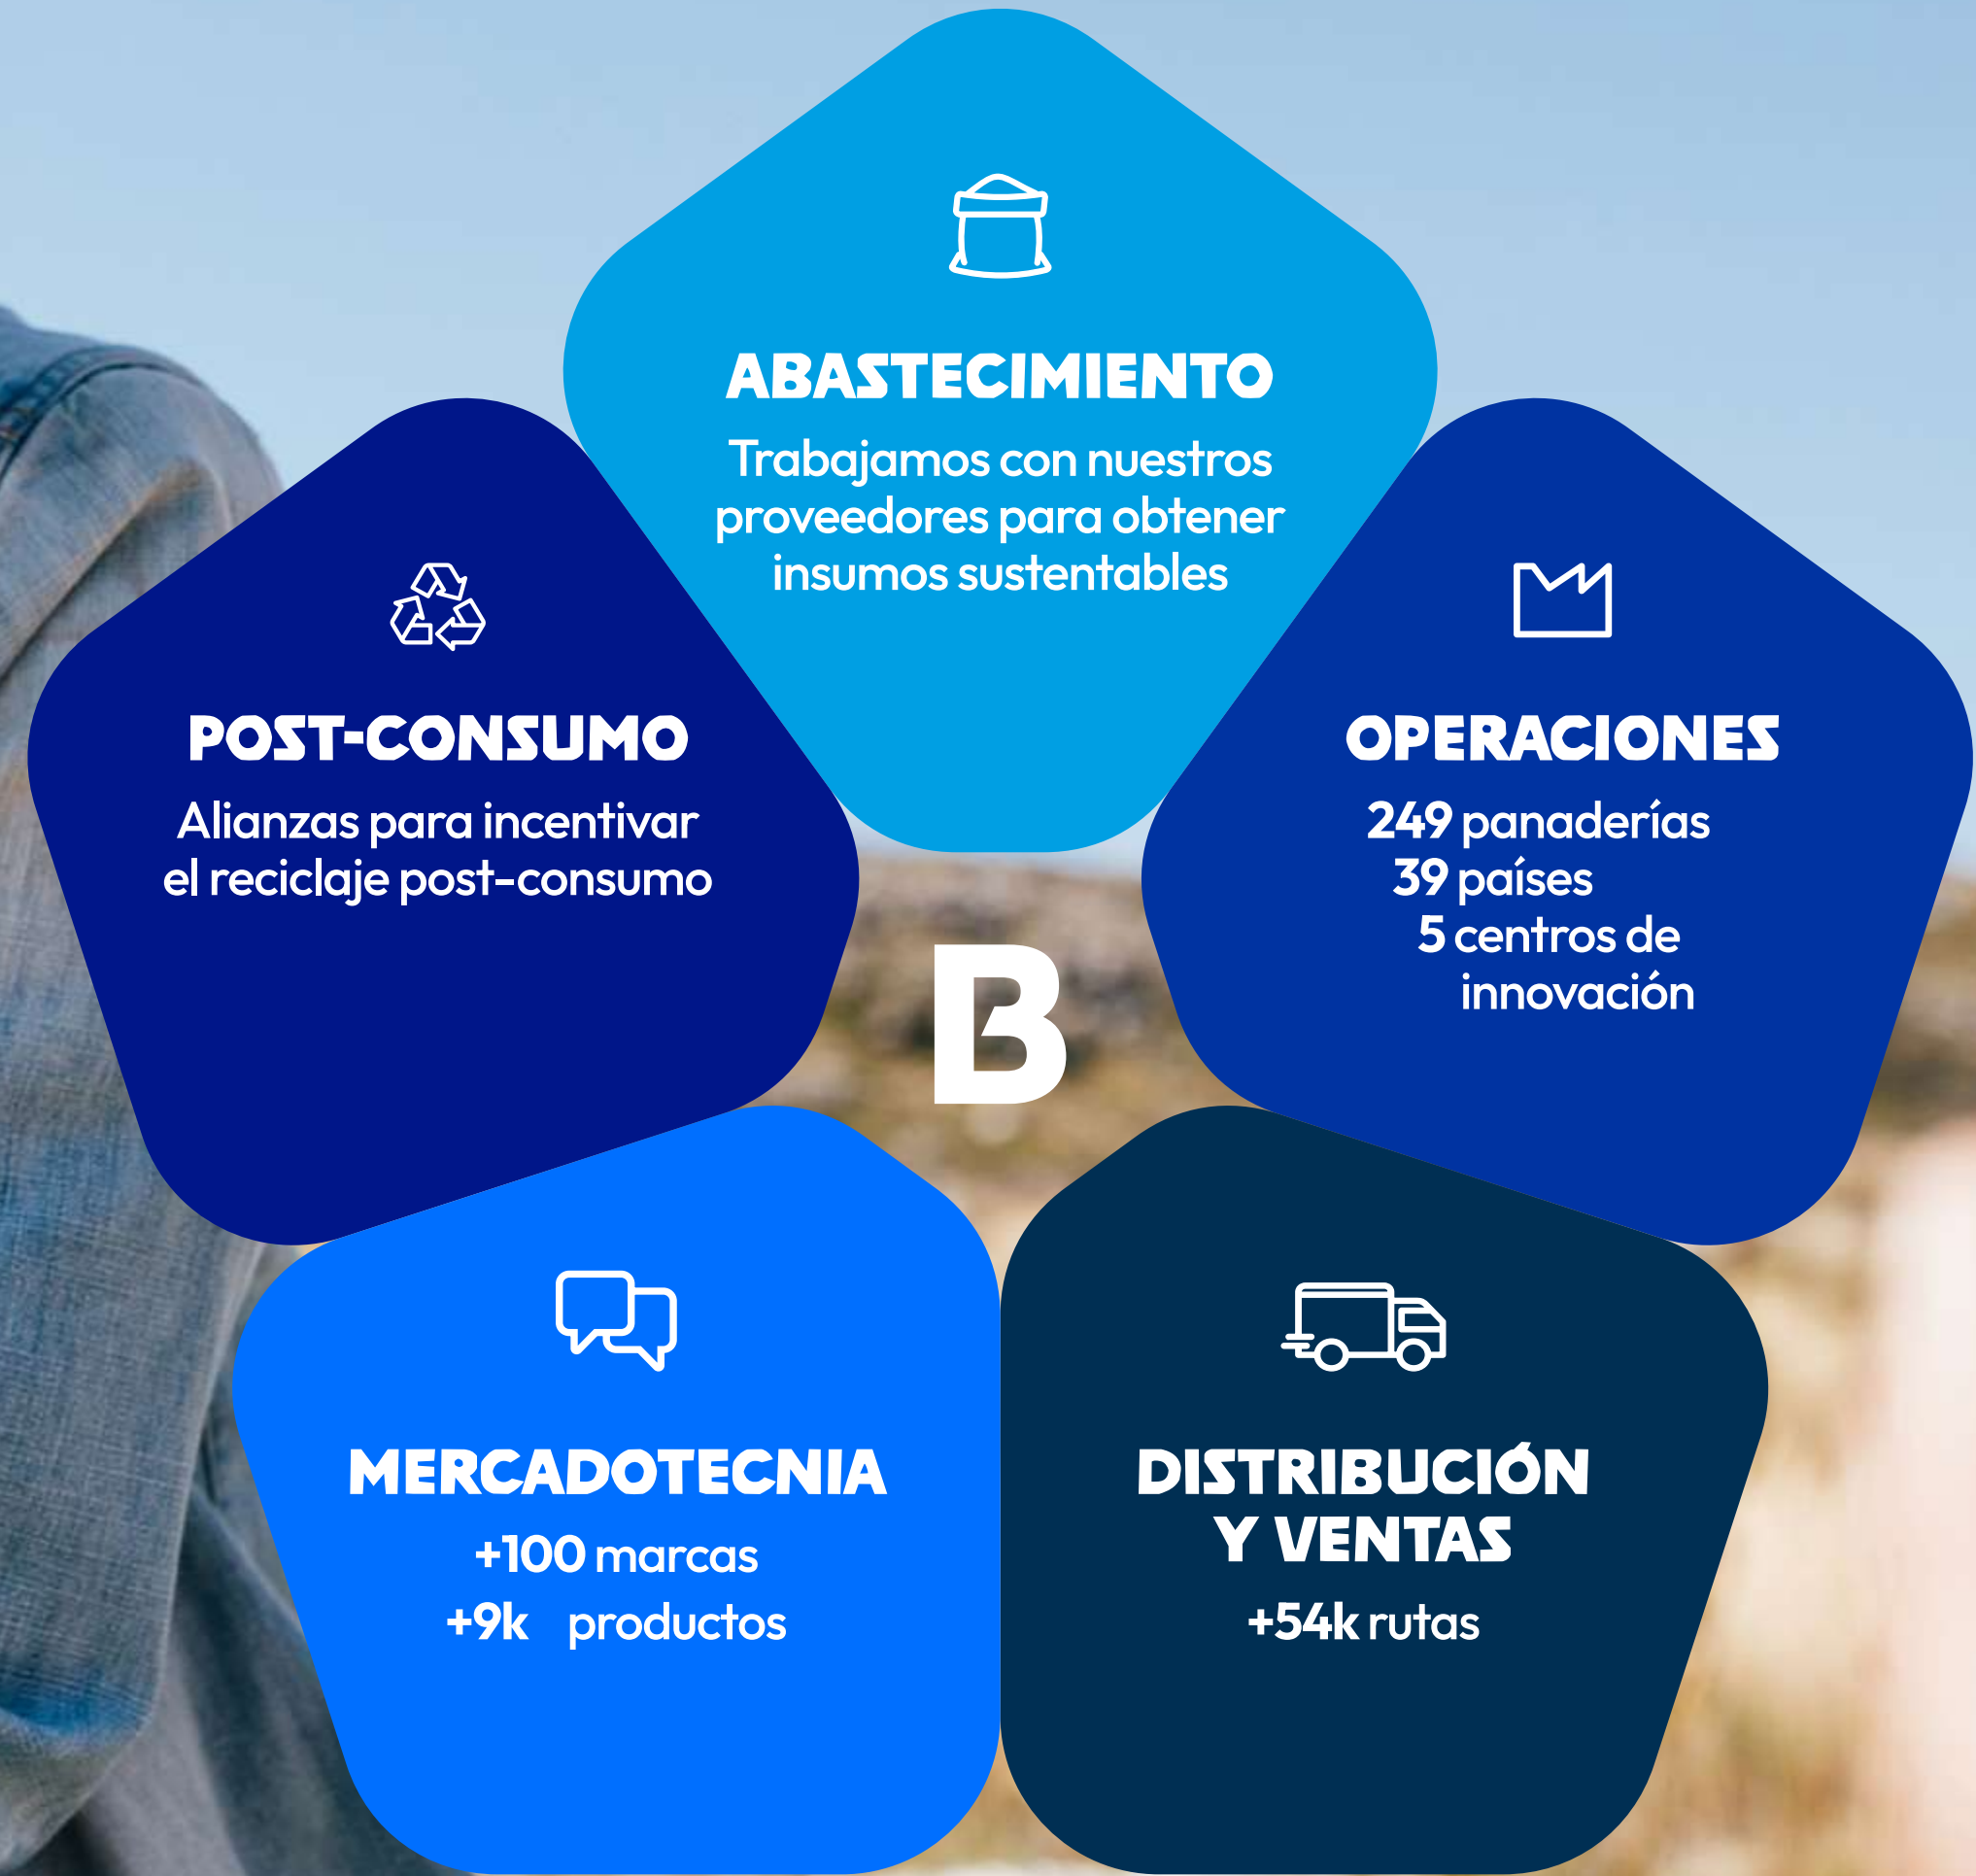 ABASTECIMIENTO
Trabajamos con nuestros
proveedores para obtener
insumos sustentables
POST-CONSUMO
Alianzas para incentivar
el reciclaje post-consumo
OPERACIONES
249 panaderías
39 países
5 centros de
innovación
B
MERCADOTECNIA
+100 marcas
+9k productos
DISTRIBUCIÓN
Y VENTAS
+54k rutas